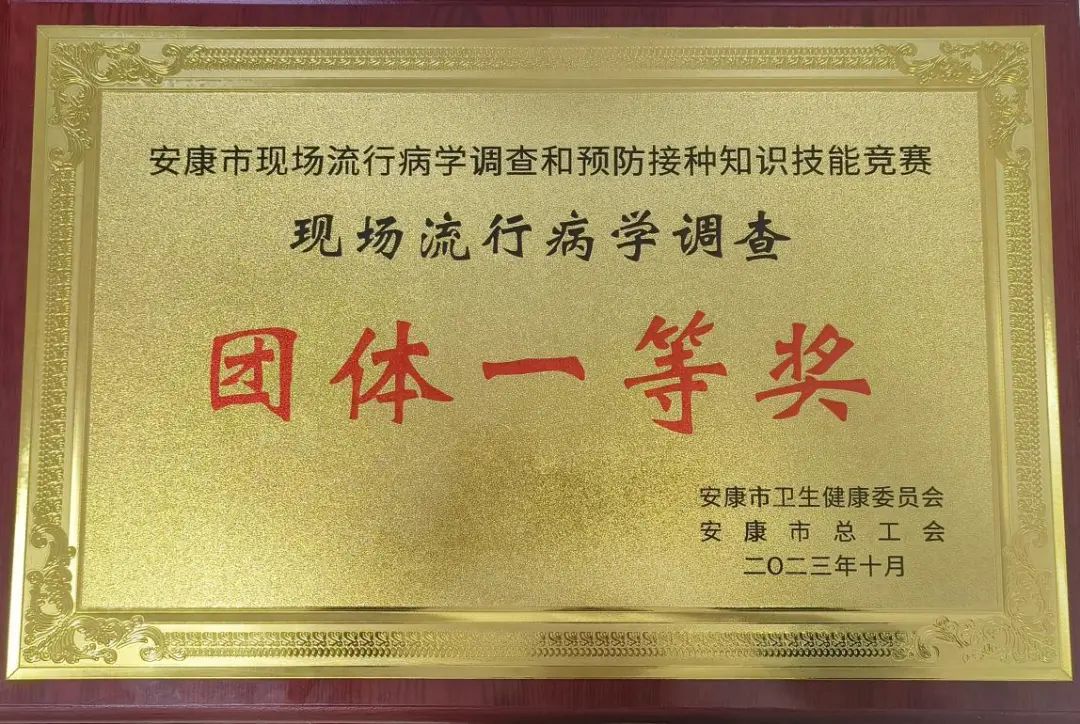 安康市现场流行病学调查和预防接种知识技能竞赛
现场流行病学调查
团体一等奖
安康市卫生健康委员会
安康市总工会
二〇二三年十月